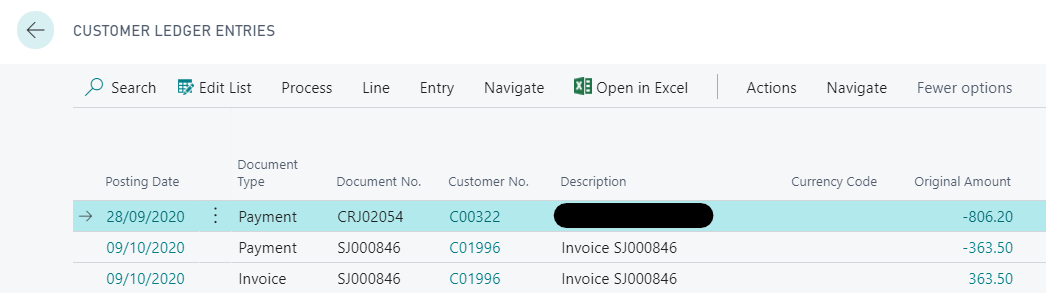 CUSTOMER LEDGER ENTRIES
Search Edit List Process Line Entry Navigate Open in Excel Actions Navigate Fewer options
Posting Date Document Type Document No. Customer No. Description Currency Code Original Amount
28/09/2020 Payment CRJ02054 C00322 -806.20
09/10/2020 Payment SJ000846 C01996 Invoice SJ000846 -363.50
09/10/2020 Invoice SJ000846 C01996 Invoice SJ000846 363.50